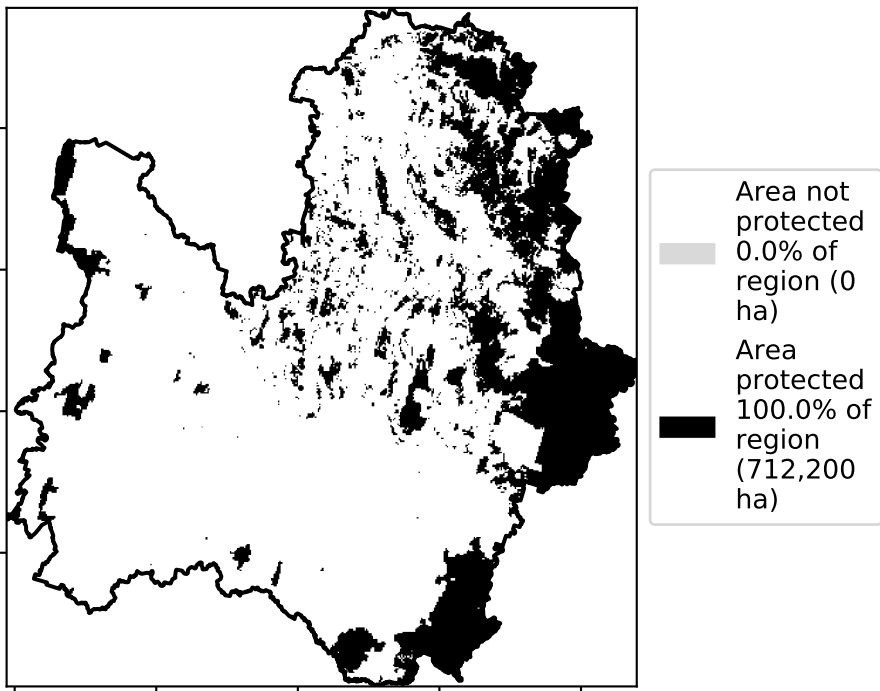 Area not
protected
0.0% of
region (0
ha)
Area
protected
100.0% of
region
(712,200
ha)